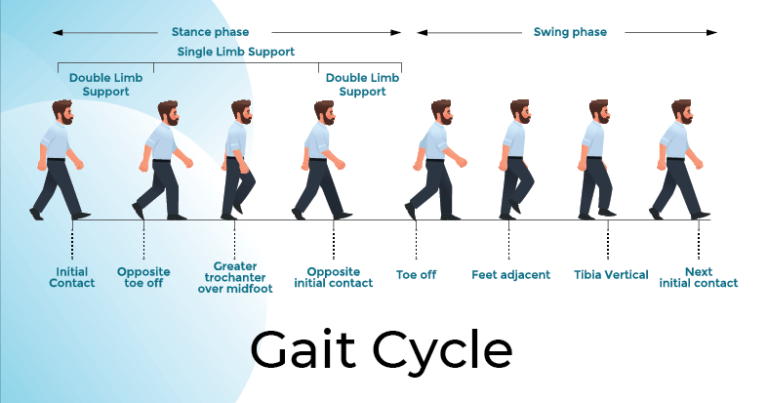 Stance phase
Swing phase
Single Limb Support
Double Limb
Support
Double Limb
Support
Initial
Contact
Opposite
toe off
Greater
trochanter
over midfoot
Opposite
initial contact
Toe off
Feet adjacent
Tibia Vertical
Next
initial contact
Gait Cycle